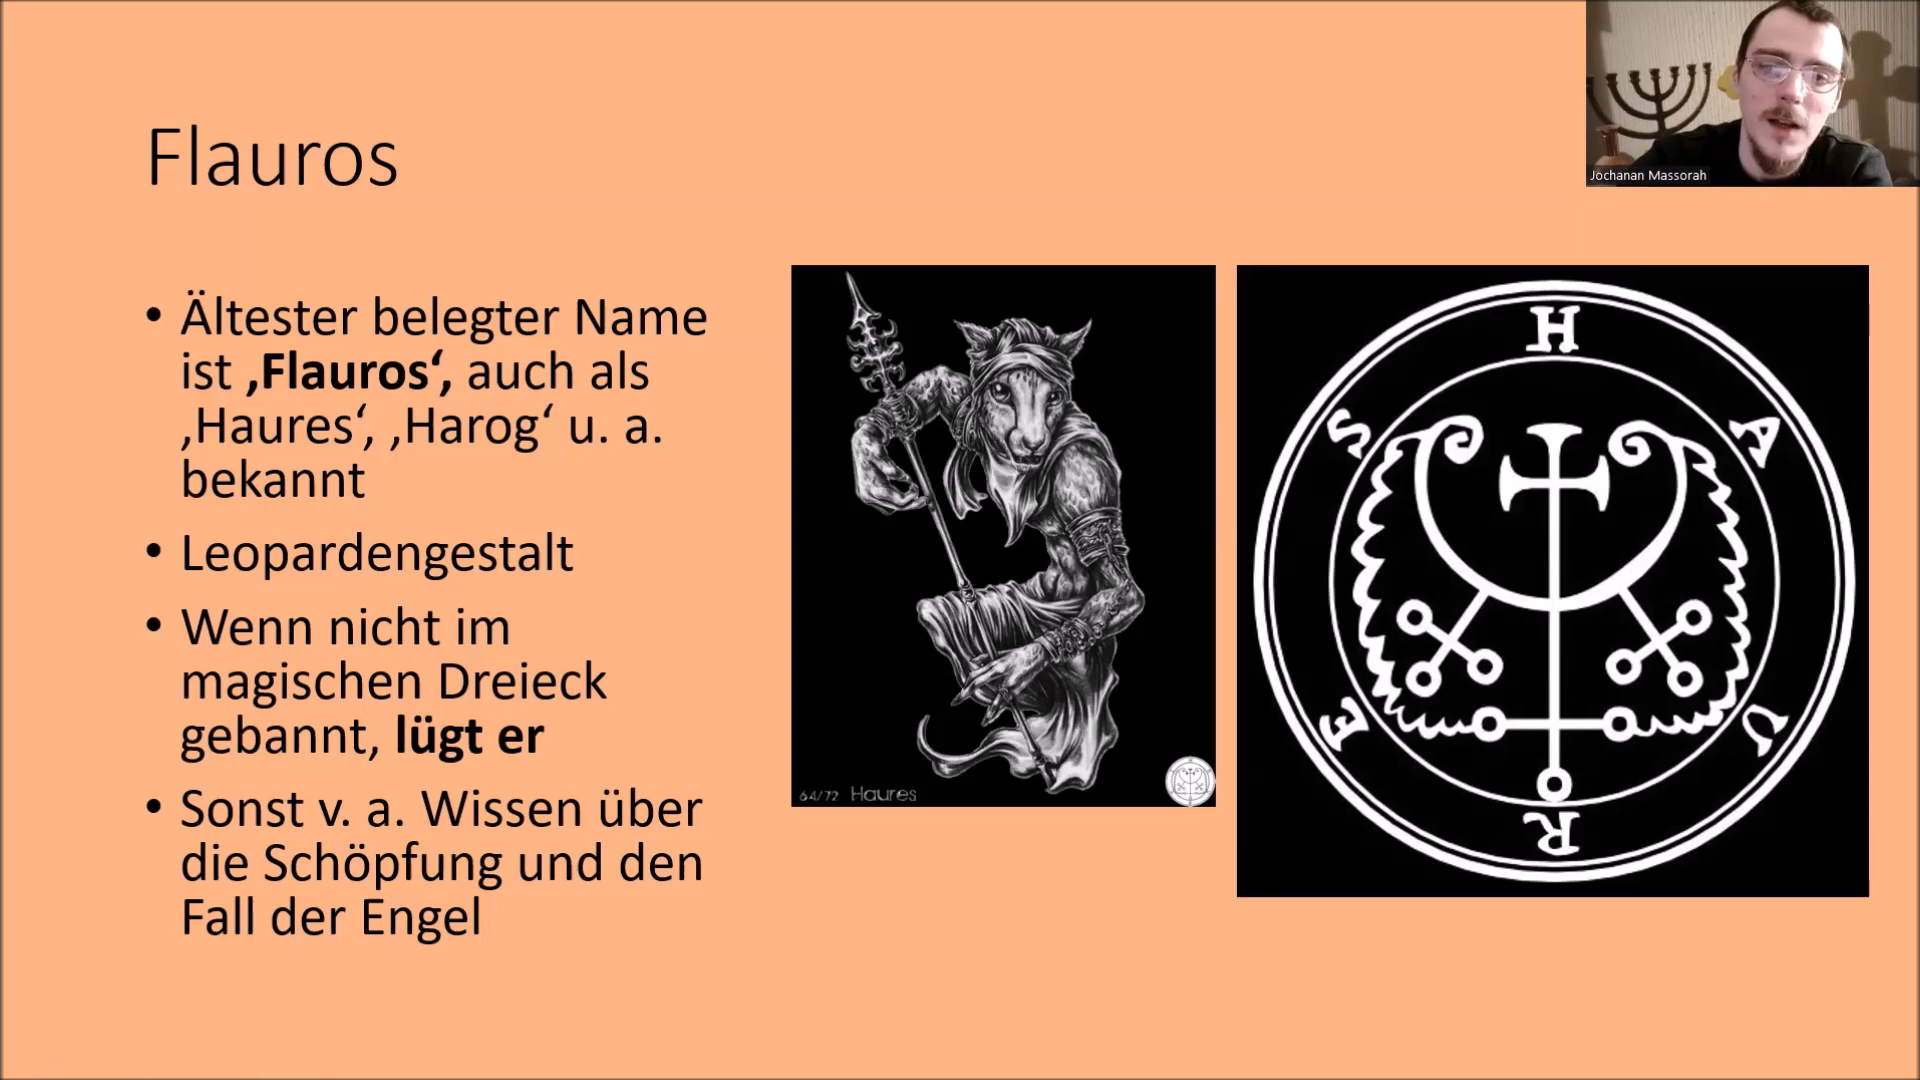 Flauros
Jochanan Massorah
• Ältester belegter Name
ist ‚Flauros‘, auch als
‚Haures‘, ‚Harog‘ u. a.
bekannt
• Leopardengestalt
• Wenn nicht im
magischen Dreieck
gebannt, lügt er
• Sonst v. a. Wissen über
die Schöpfung und den
Fall der Engel
64/72 Haures
H A U R E S